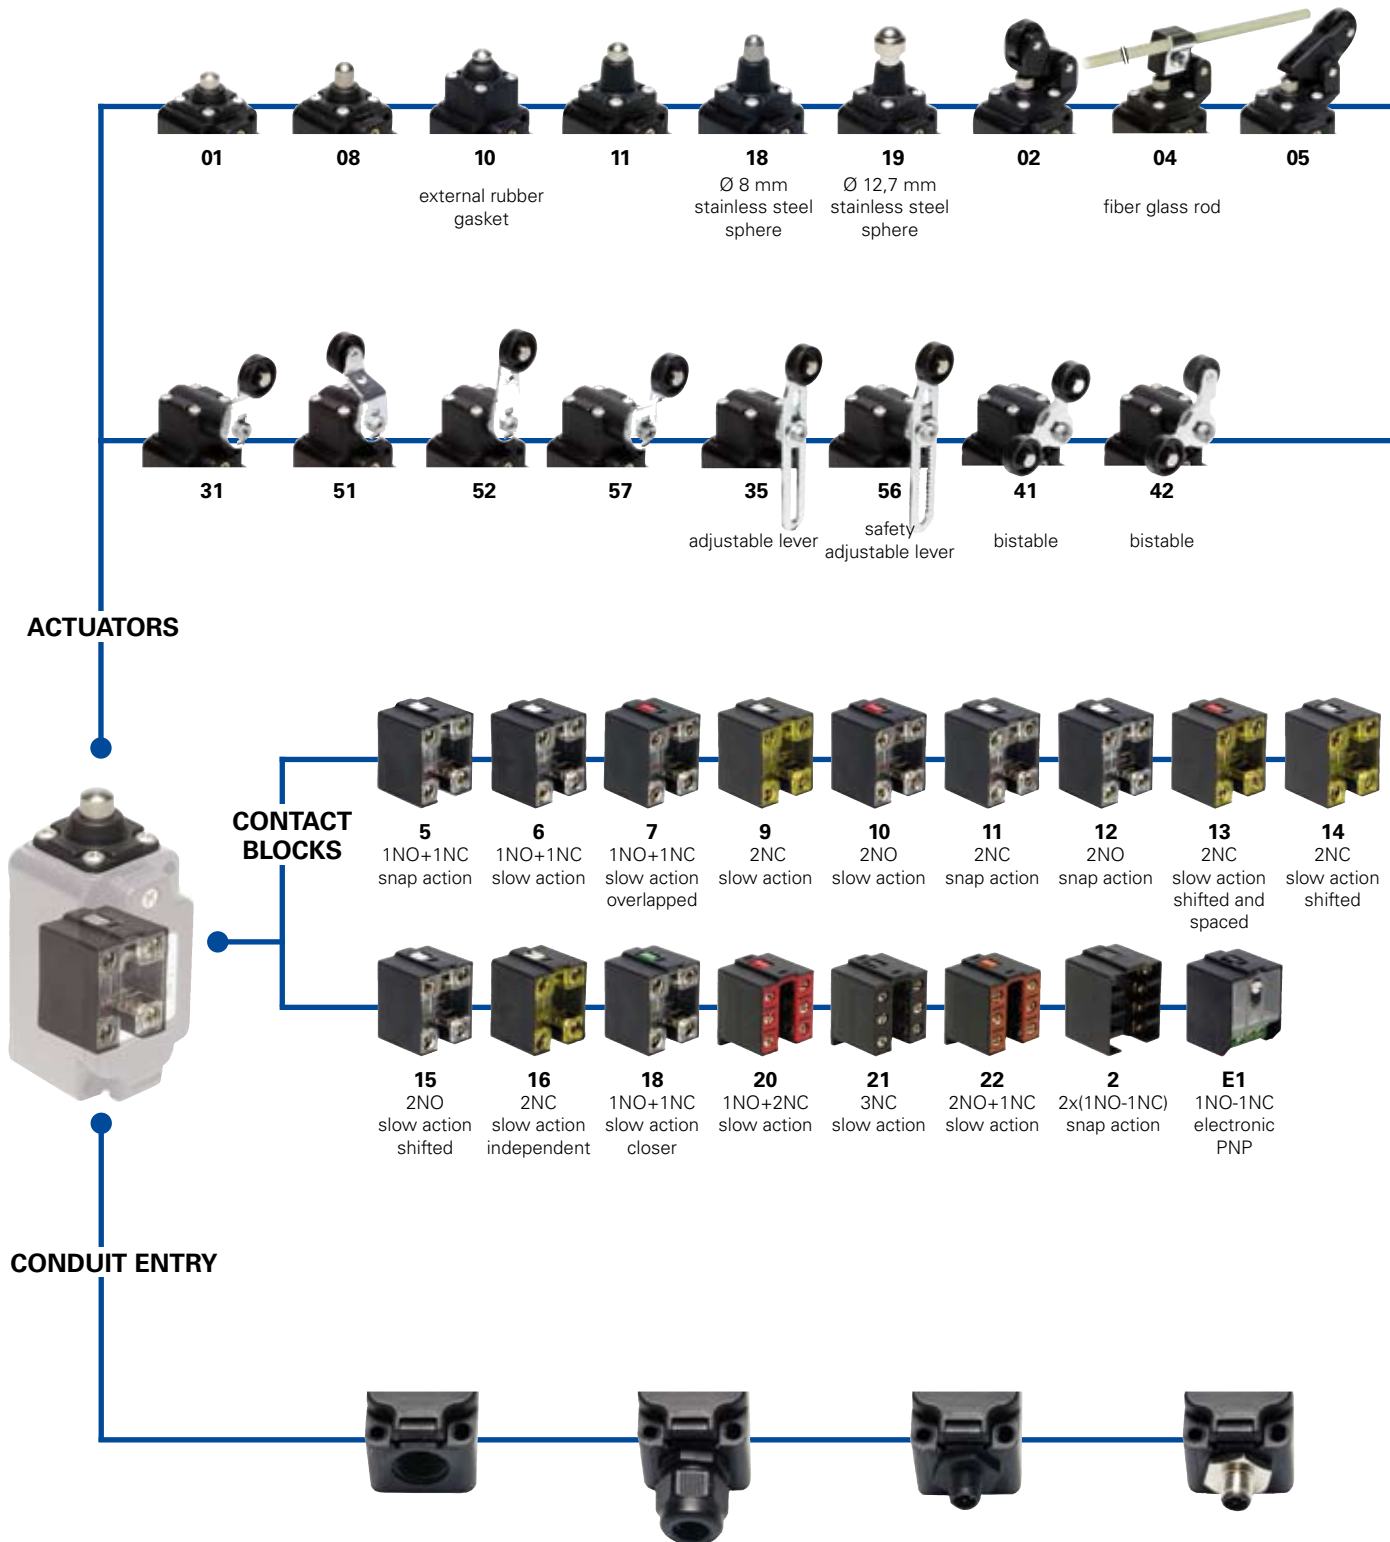 01 08 10 11 18 19 02 04 05
external rubber
gasket
Ø 8 mm
stainless steel
sphere
Ø 12,7 mm
stainless steel
sphere
fiber glass rod
31 51 52 57 35 56 41 42
adjustable lever
safety
adjustable lever
bistable
bistable
ACTUATORS
CONTACT
BLOCKS
5
1NO+1NC
snap action
6
1NO+1NC
slow action
7
1NO+1NC
slow action
overlapped
9
2NC
slow action
10
2NO
slow action
11
2NC
snap action
12
2NO
snap action
13
2NC
slow action
shifted and
spaced
14
2NC
slow action
shifted
15
2NO
slow action
shifted
16
2NC
slow action
independent
18
1NO+1NC
slow action
closer
20
1NO+2NC
slow action
21
3NC
slow action
22
2NO+1NC
slow action
2
2x(1NO-1NC)
snap action
E1
1NO-1NC
electronic
PNP
CONDUIT ENTRY